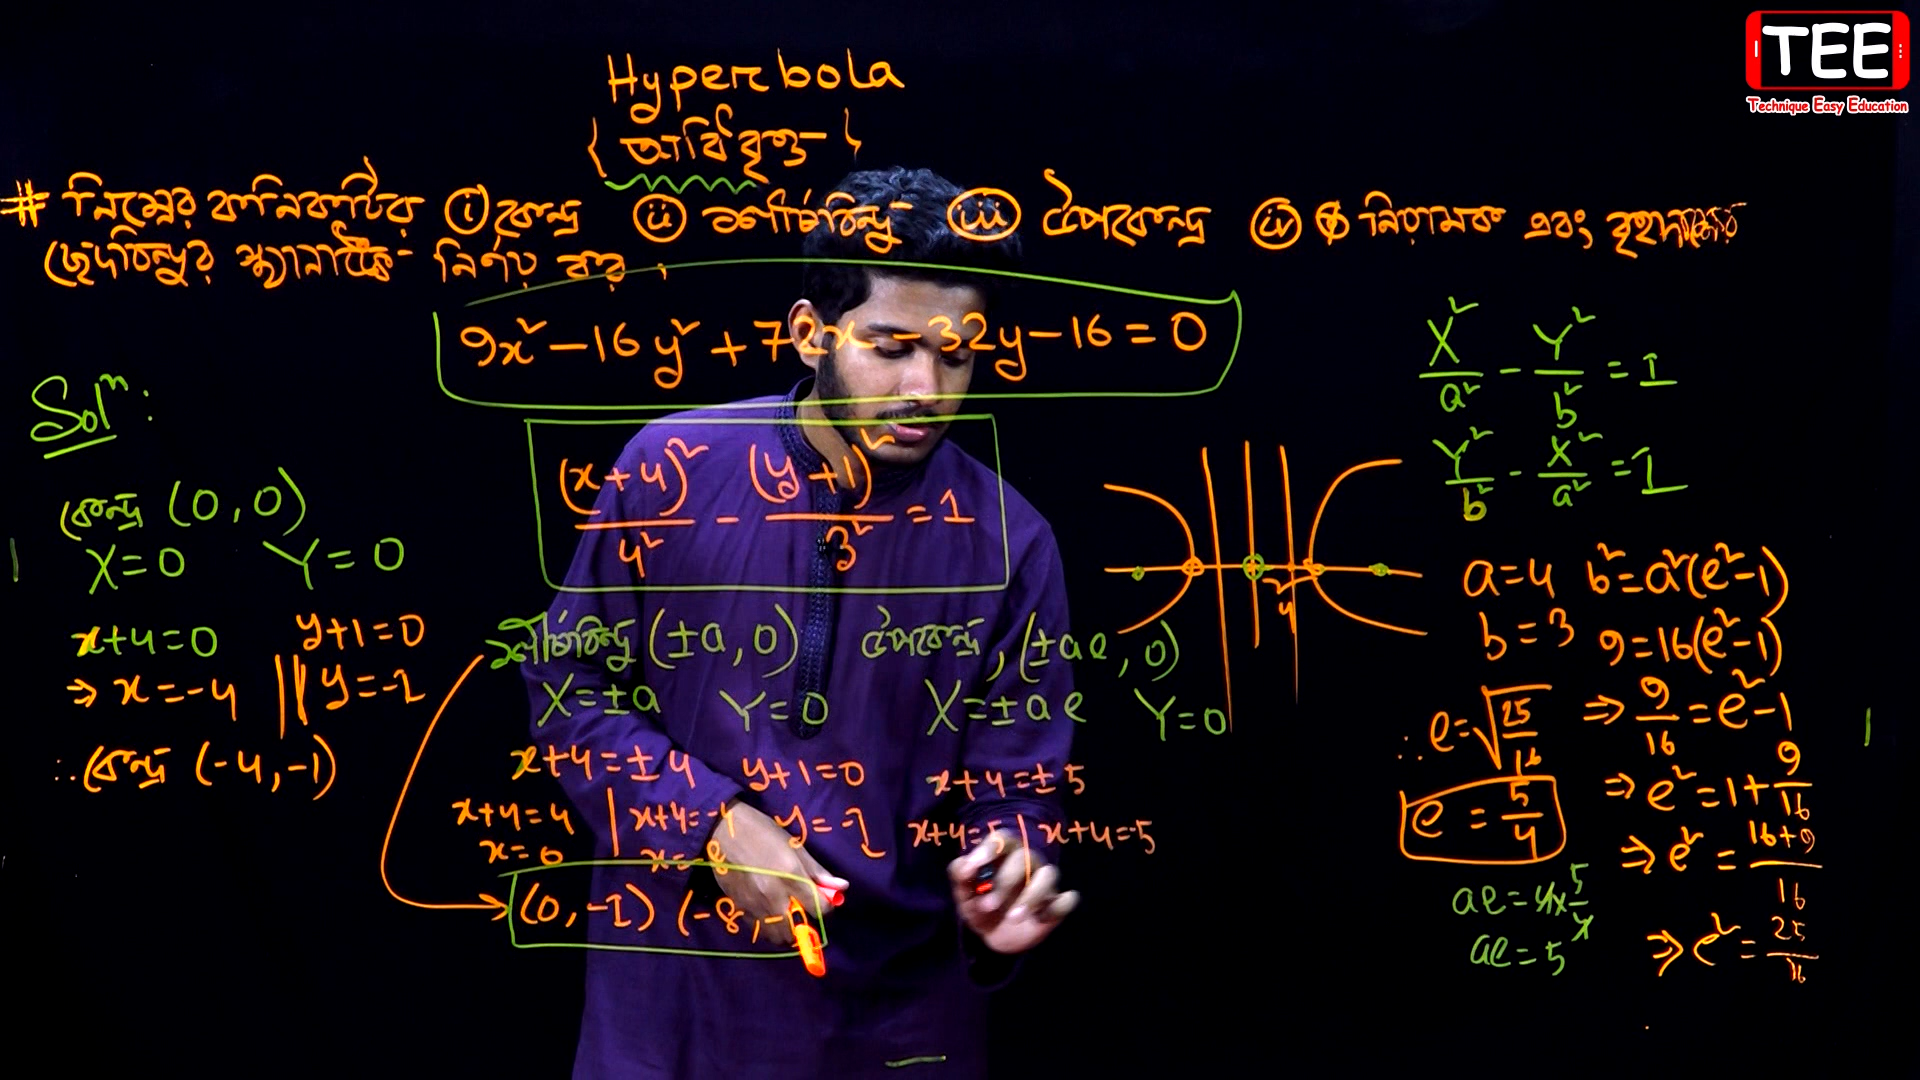 TEE
Technique Easy Education
Hyperbola
{ অধিবৃত্ত }
# নিম্নের কনিকটির (i) কেন্দ্র (ii) শীর্ষবিন্দু (iii) উপকেন্দ্র (iv) নিয়ামক এবং বৃহদাক্ষের
ছেদবিন্দুর স্থানাঙ্ক নির্ণয় কর।
9x² – 16y² + 72x – 32y – 16 = 0
Solⁿ:
(x+4)²/4² - (y+1)²/3² = 1
কেন্দ্র (0,0)
X=0 Y=0
x+4=0 y+1=0
⇒ x=-4 || y=-1
∴ কেন্দ্র (-4,-1)
শীর্ষবিন্দু (±a, 0)
X=±a Y=0
x+4=±4 y+1=0
x+4=4 | x+4=-4 y=-1
x=0 x=-8
(0,-1) (-8,-1)
উপকেন্দ্র, (±ae, 0)
X=±ae Y=0
x+4=±5
x+4=5 | x+4=-5
4
X²/a² - Y²/b² = 1
Y²/b² - X²/a² = 1
a=4 b²=a²(e²-1)
b=3 9=16(e²-1)
⇒ 9/16 = e²-1
⇒ e² = 1+9/16
⇒ e² = (16+9)/16
⇒ e² = 25/16
∴ e=√(25/16)
e = 5/4
ae=4×5/4
ae=5